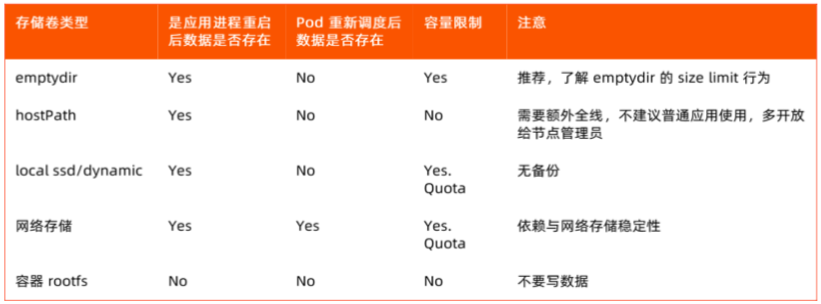 存储卷类型 是应用进程重启后数据是否存在 Pod 重新调度后数据是否存在 容量限制 注意
emptydir Yes No Yes 推荐，了解 emptydir 的 size limit 行为
hostPath Yes No No 需要额外全线，不建议普通应用使用，多开放给节点管理员
local ssd/dynamic Yes No Yes. Quota 无备份
网络存储 Yes Yes Yes. Quota 依赖与网络存储稳定性
容器 rootfs No No No 不要写数据